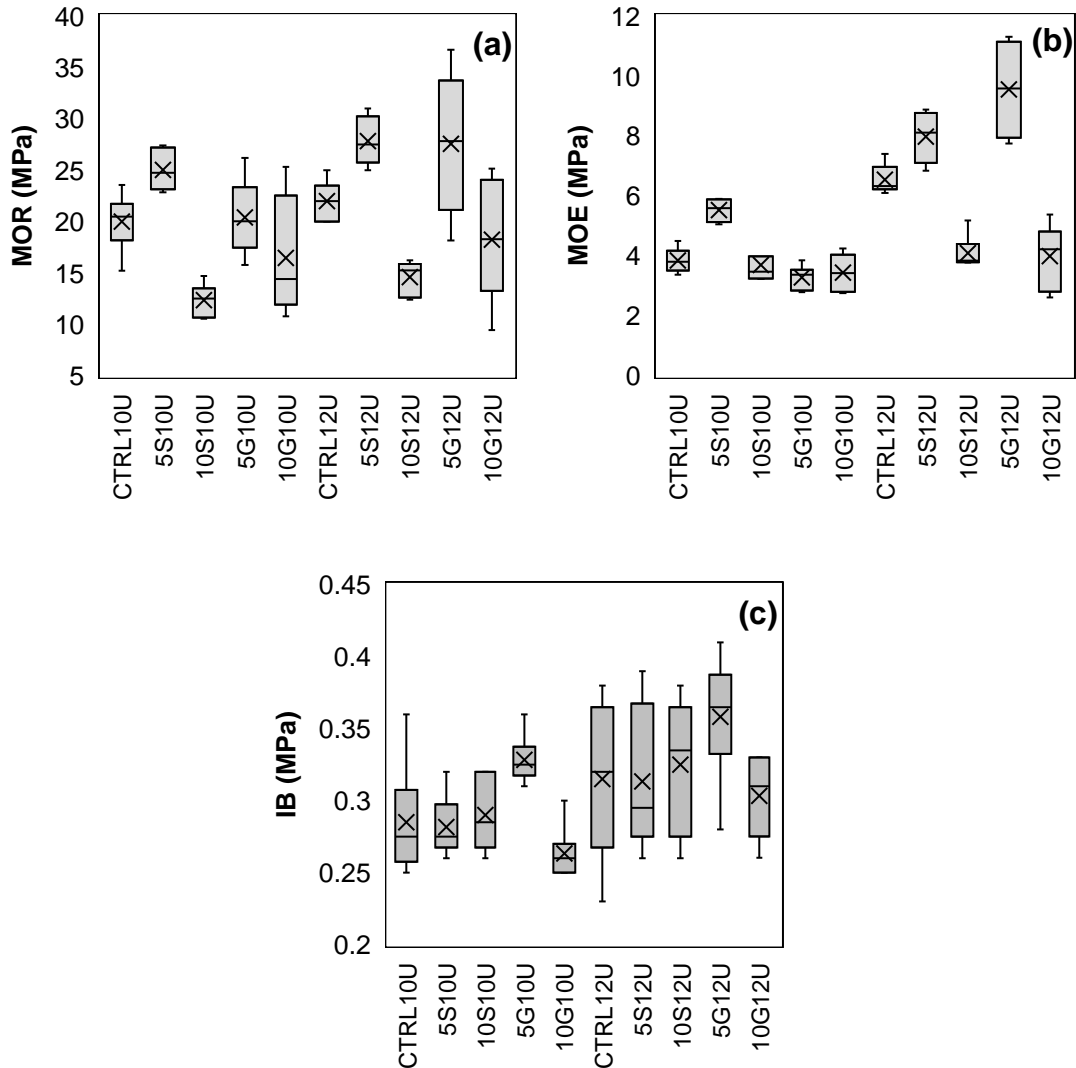 (a)
MOR (MPa)
40
35
30
25
20
15
10
5
CTRL10U
5S10U
10S10U
5G10U
10G10U
CTRL12U
5S12U
10S12U
5G12U
10G12U
(b)
MOE (MPa)
12
10
8
6
4
2
0
CTRL10U
5S10U
10S10U
5G10U
10G10U
CTRL12U
5S12U
10S12U
5G12U
10G12U
(c)
IB (MPa)
0.45
0.4
0.35
0.3
0.25
0.2
CTRL10U
5S10U
10S10U
5G10U
10G10U
CTRL12U
5S12U
10S12U
5G12U
10G12U